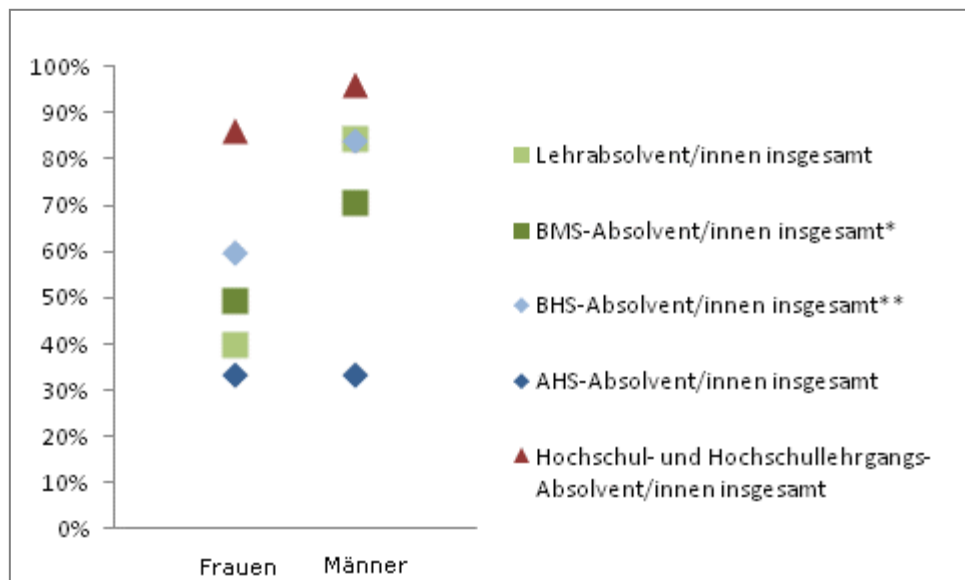 100%
90%
80%
70%
60%
50%
40%
30%
20%
10%
0%
Frauen Männer
Lehrabsolvent/innen insgesamt
BMS-Absolvent/innen insgesamt*
BHS-Absolvent/innen insgesamt**
AHS-Absolvent/innen insgesamt
Hochschul- und Hochschullehrgangs-
Absolvent/innen insgesamt